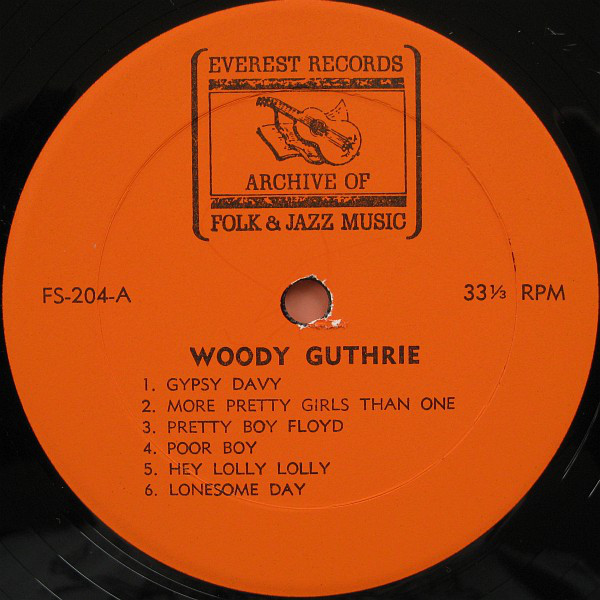 EVEREST RECORDS
ARCHIVE OF
FOLK & JAZZ MUSIC
FS-204-A
33⅓ RPM
WOODY GUTHRIE
1. GYPSY DAVY
2. MORE PRETTY GIRLS THAN ONE
3. PRETTY BOY FLOYD
4. POOR BOY
5. HEY LOLLY LOLLY
6. LONESOME DAY